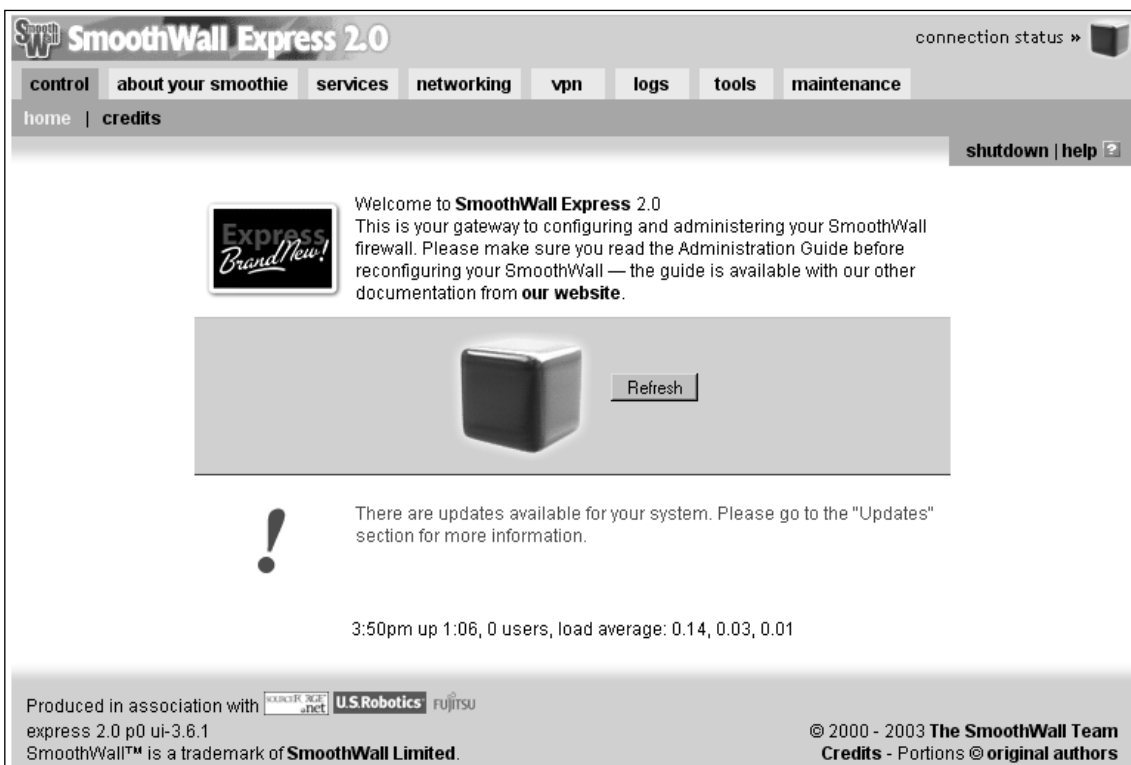 Smooth Wall SmoothWall Express 2.0
connection status »
control about your smoothie services networking vpn logs tools maintenance
home | credits
shutdown | help ?
Express
Brand New!
Welcome to SmoothWall Express 2.0
This is your gateway to configuring and administering your SmoothWall
firewall. Please make sure you read the Administration Guide before
reconfiguring your SmoothWall — the guide is available with our other
documentation from our website.
Refresh
!
There are updates available for your system. Please go to the "Updates"
section for more information.
3:50pm up 1:06, 0 users, load average: 0.14, 0.03, 0.01
Produced in association with SOURCEFORGE .net U.S.Robotics FUJITSU
express 2.0 p0 ui-3.6.1
SmoothWall™ is a trademark of SmoothWall Limited.
© 2000 - 2003 The SmoothWall Team
Credits - Portions © original authors